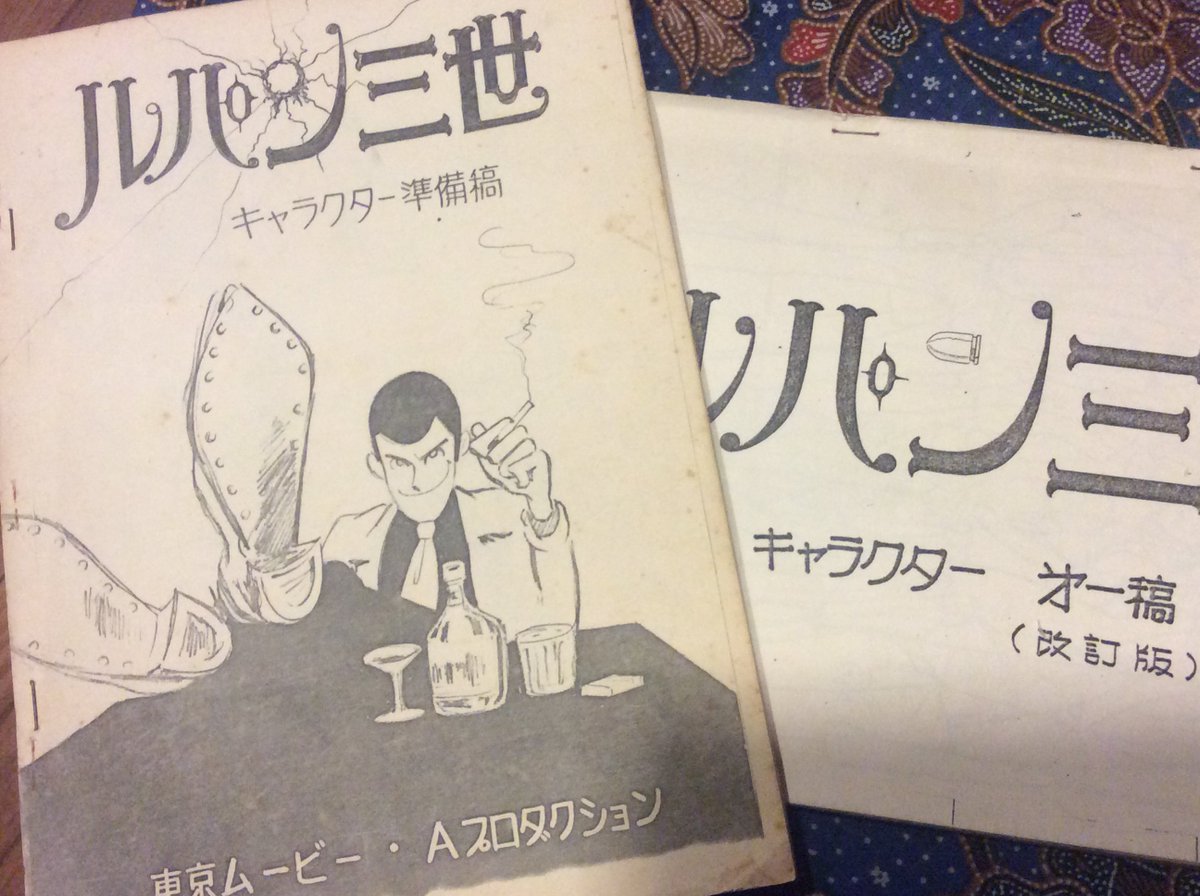 ルパン三世
キャラクター準備稿
東京ムービー・Aプロダクション
ルパン三
キャラクター 才一稿
(改訂版)